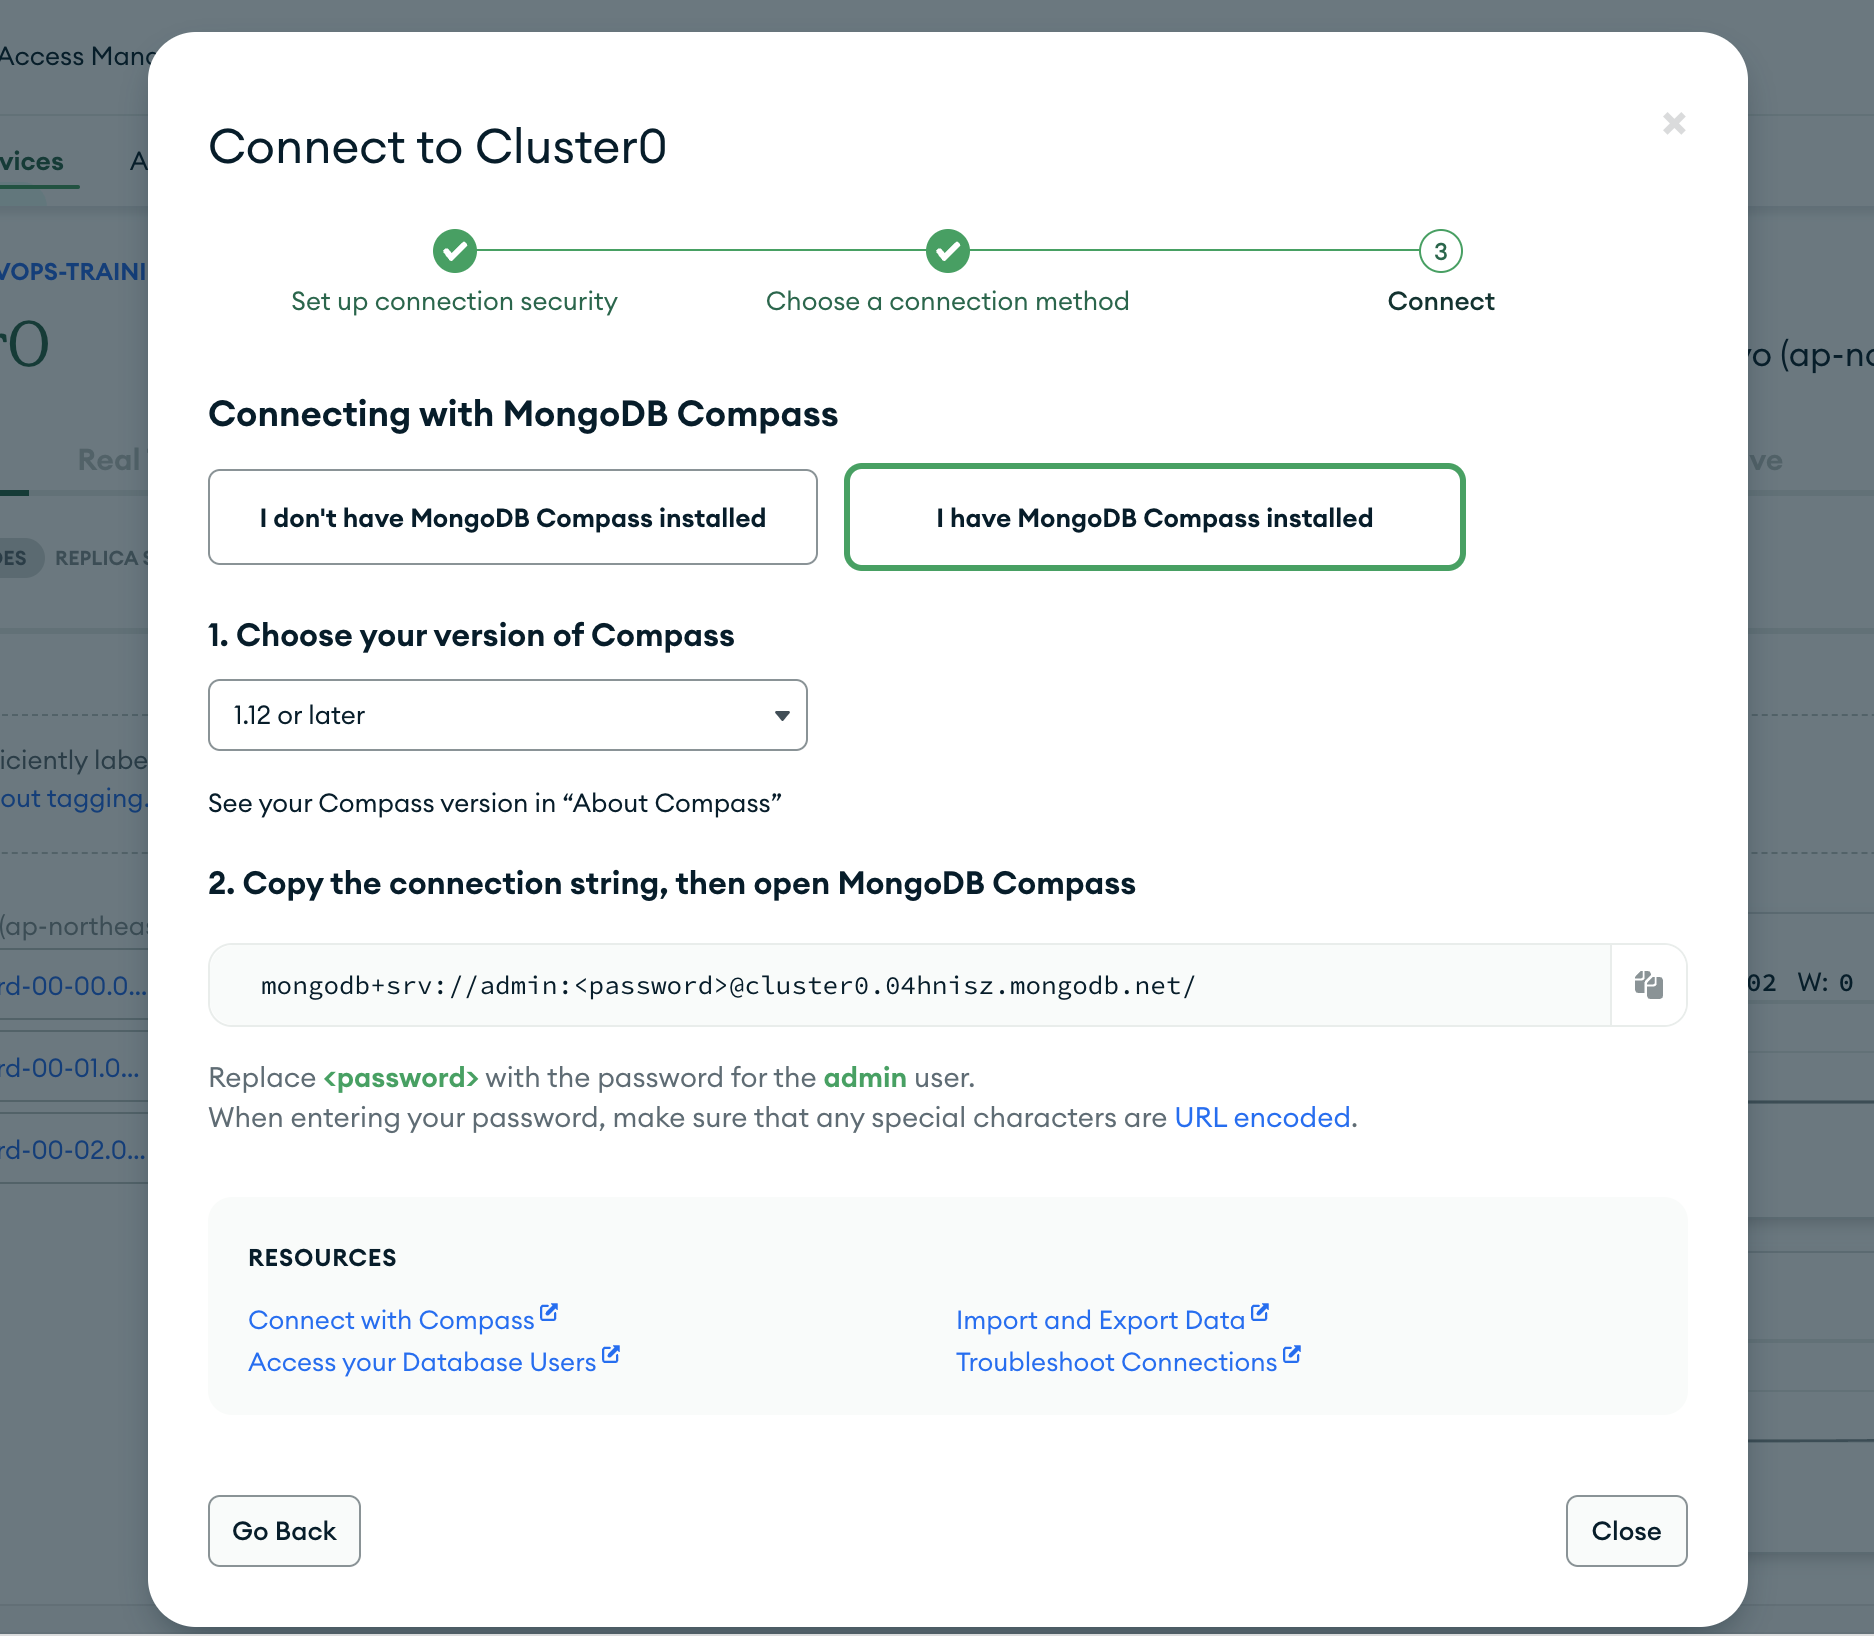 Access Mana
Connect to Cluster0
vices
A
3
Set up connection security
Choose a connection method
Connect
VOPS-TRAINI
r0
yo (ap-no
Connecting with MongoDB Compass
Real
ve
I don't have MongoDB Compass installed
I have MongoDB Compass installed
DES
REPLICA S
1. Choose your version of Compass
1.12 or later
iciently labe
out tagging.
See your Compass version in “About Compass”
2. Copy the connection string, then open MongoDB Compass
(ap-northeas
rd-00-00.0...
mongodb+srv://admin:<password>@cluster0.04hnisz.mongodb.net/
02 W: 0
rd-00-01.0...
Replace <password> with the password for the admin user.
When entering your password, make sure that any special characters are URL encoded.
rd-00-02.0...
RESOURCES
Connect with Compass
Import and Export Data
Access your Database Users
Troubleshoot Connections
Go Back
Close